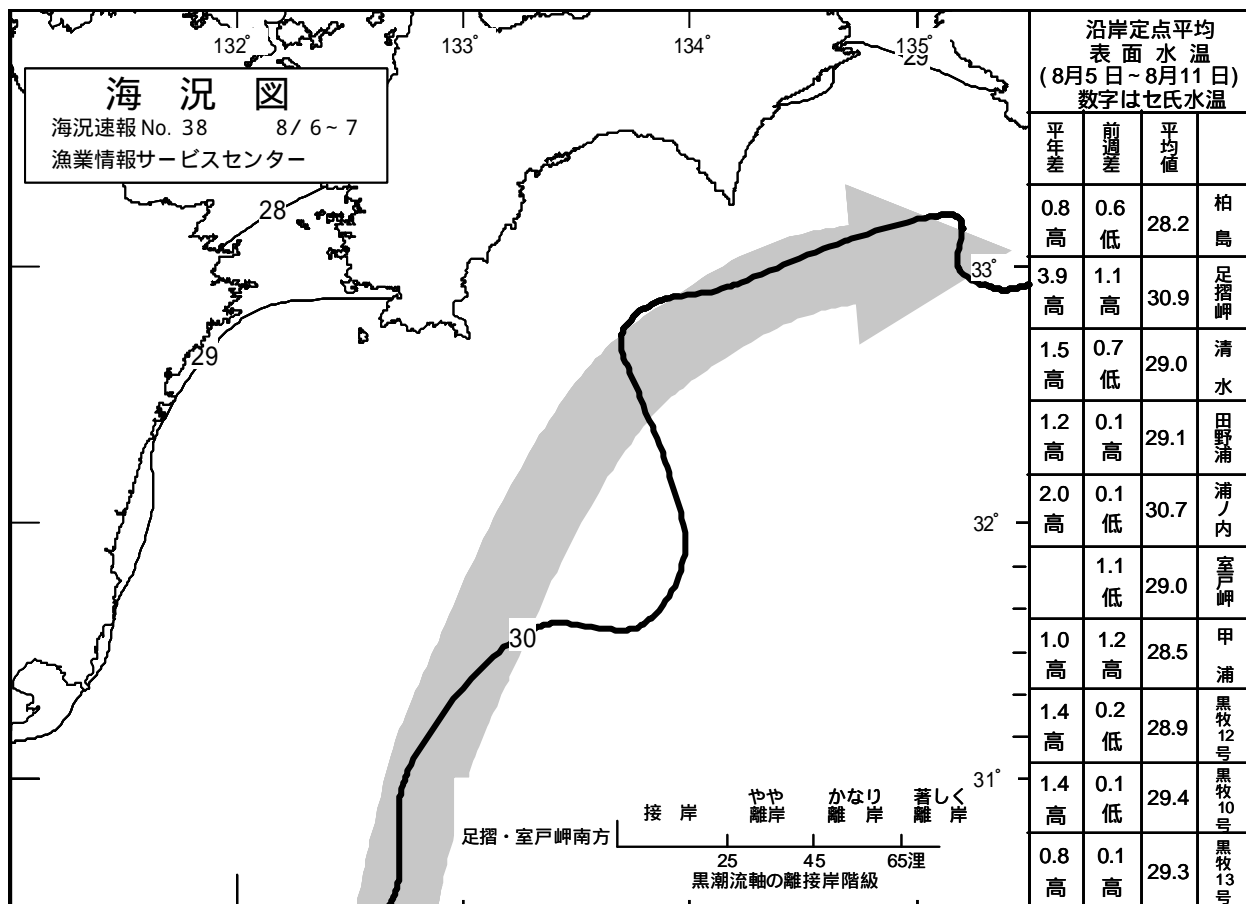 132°
133°
134°
135°
29
海 況 図
海況速報 No. 38 8/ 6 ~ 7
漁業情報サービスセンター
28
29
30
33°
32°
31°
接 岸
やや
離岸
かなり
離 岸
著しく
離 岸
足摺・室戸岬南方
25 45 65浬
黒潮流軸の離接岸階級
沿岸定点平均
表 面 水 温
( 8月5 日 ~ 8月11 日)
数字はセ氏水温
平年差 前週差 平均値
0.8 高 0.6 低 28.2 柏島
3.9 高 1.1 高 30.9 足摺岬
1.5 高 0.7 低 29.0 清水
1.2 高 0.1 高 29.1 田野浦
2.0 高 0.1 低 30.7 浦ノ内
1.1 低 29.0 室戸岬
1.0 高 1.2 高 28.5 甲浦
1.4 高 0.2 低 28.9 黒牧12号
1.4 高 0.1 低 29.4 黒牧10号
0.8 高 0.1 高 29.3 黒牧13号